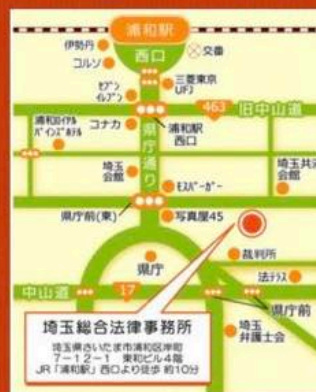 浦和駅
伊勢丹
西口
交番
コルソ
三菱東京
UFJ
セブン
イレブン
463
旧中山道
浦和ロイヤル
パインズホテル
コナカ
浦和駅
西口
県庁通り
埼玉
会館
埼玉共済
会館
モスバーガー
県庁前(東)
写真屋45
裁判所
県庁
法テラス
中山道
17
県庁前
埼玉
弁護士会
埼玉総合法律事務所
埼玉県さいたま市浦和区岸町
7-12-1 東和ビル4階
JR「浦和駅」西口より徒歩 約10分